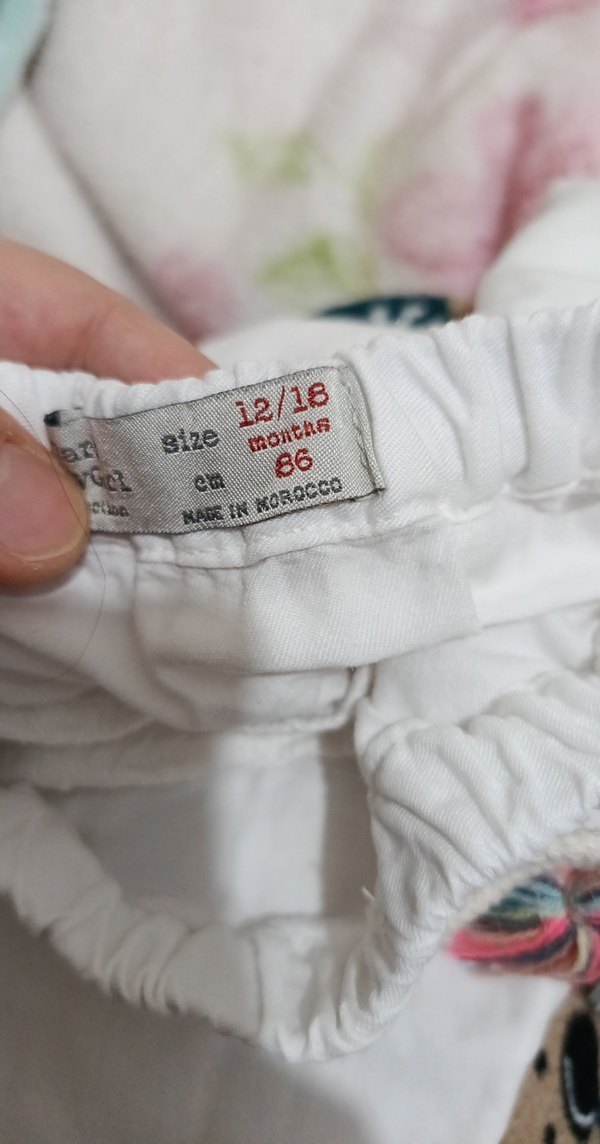 size 12/18
months
cm 86
MADE IN MOROCCO